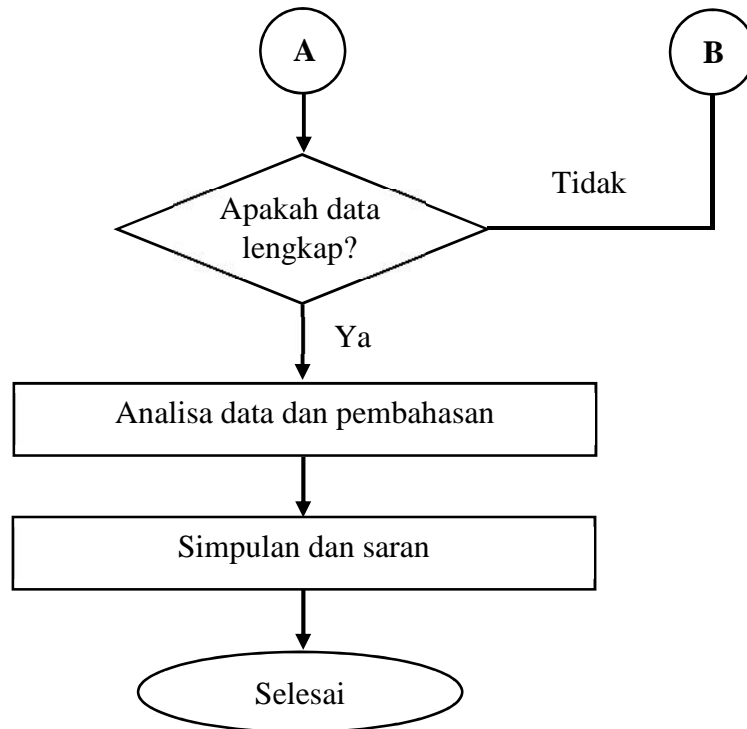 A
B
Tidak
Apakah data
lengkap?
Ya
Analisa data dan pembahasan
Simpulan dan saran
Selesai